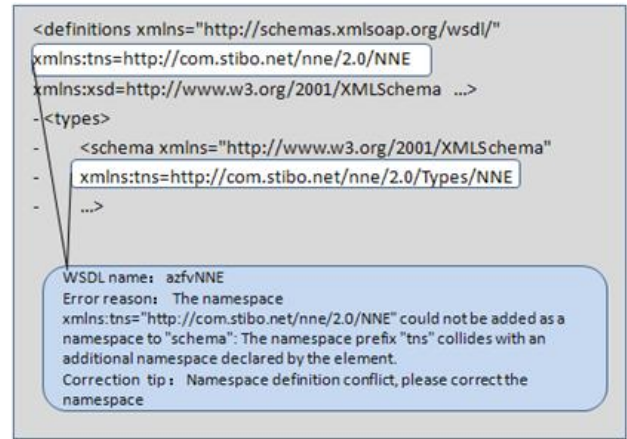 <definitions xmlns="http://schemas.xmlsoap.org/wsdl/"
xmlns:tns=http://com.stibo.net/nne/2.0/NNE
xmlns:xsd=http://www.w3.org/2001/XMLSchema ...>
- <types>
- <schema xmlns="http://www.w3.org/2001/XMLSchema"
- xmlns:tns=http://com.stibo.net/nne/2.0/Types/NNE
- ...>
WSDL name： azfvNNE
Error reason： The namespace
xmlns:tns="http://com.stibo.net/nne/2.0/NNE" could not be added as a
namespace to "schema": The namespace prefix "tns" collides with an
additional namespace declared by the element.
Correction tip： Namespace definition conflict, please correct the
namespace